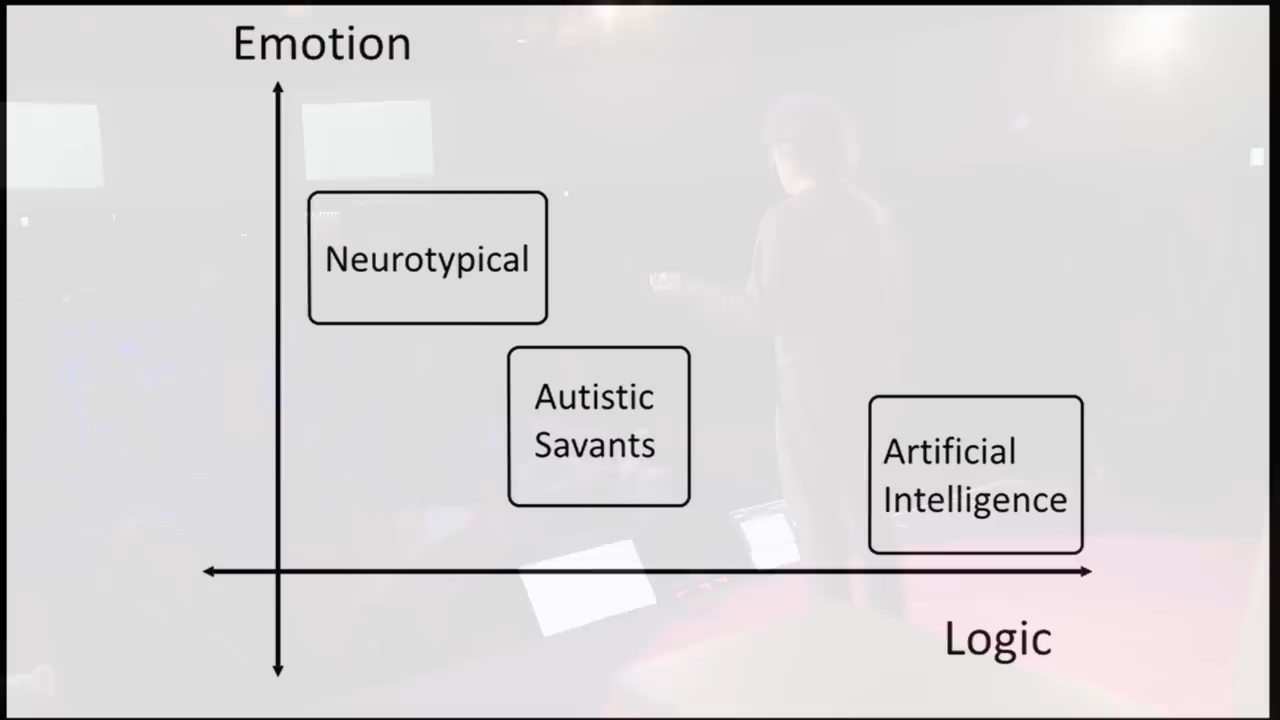 Emotion
Neurotypical
Autistic
Savants
Artificial
Intelligence
Logic